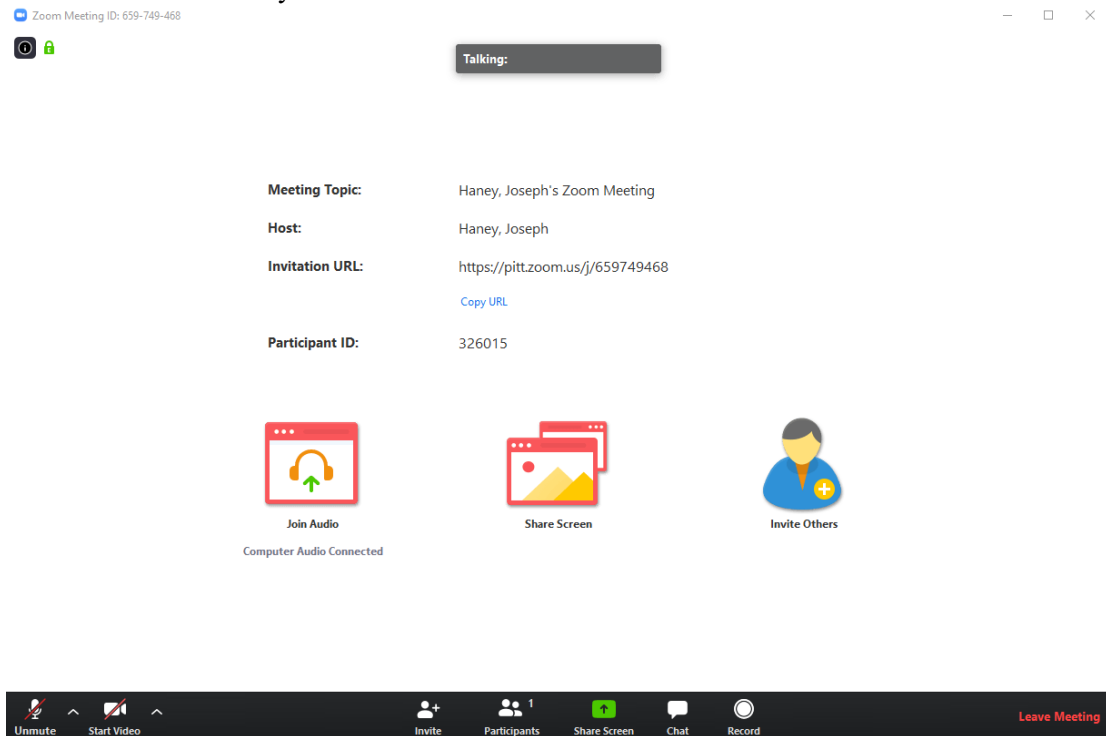 Zoom Meeting ID: 659-749-468
Talking:
Meeting Topic: Haney, Joseph's Zoom Meeting
Host: Haney, Joseph
Invitation URL: https://pitt.zoom.us/j/659749468
Copy URL
Participant ID: 326015
Join Audio Share Screen Invite Others
Computer Audio Connected
1
Unmute Start Video Invite Participants Share Screen Chat Record Leave Meeting